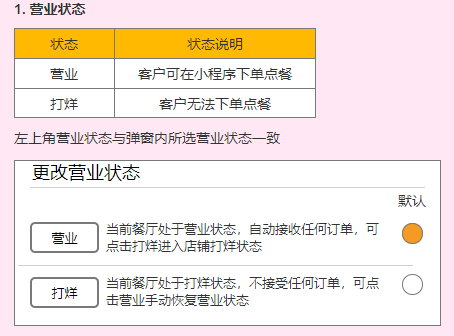 1. 营业状态
状态 状态说明
营业 客户可在小程序下单点餐
打烊 客户无法下单点餐
左上角营业状态与弹窗内所选营业状态一致
更改营业状态
默认
营业 当前餐厅处于营业状态，自动接收任何订单，可
点击打烊进入店铺打烊状态
打烊 当前餐厅处于打烊状态，不接受任何订单，可点
击营业手动恢复营业状态